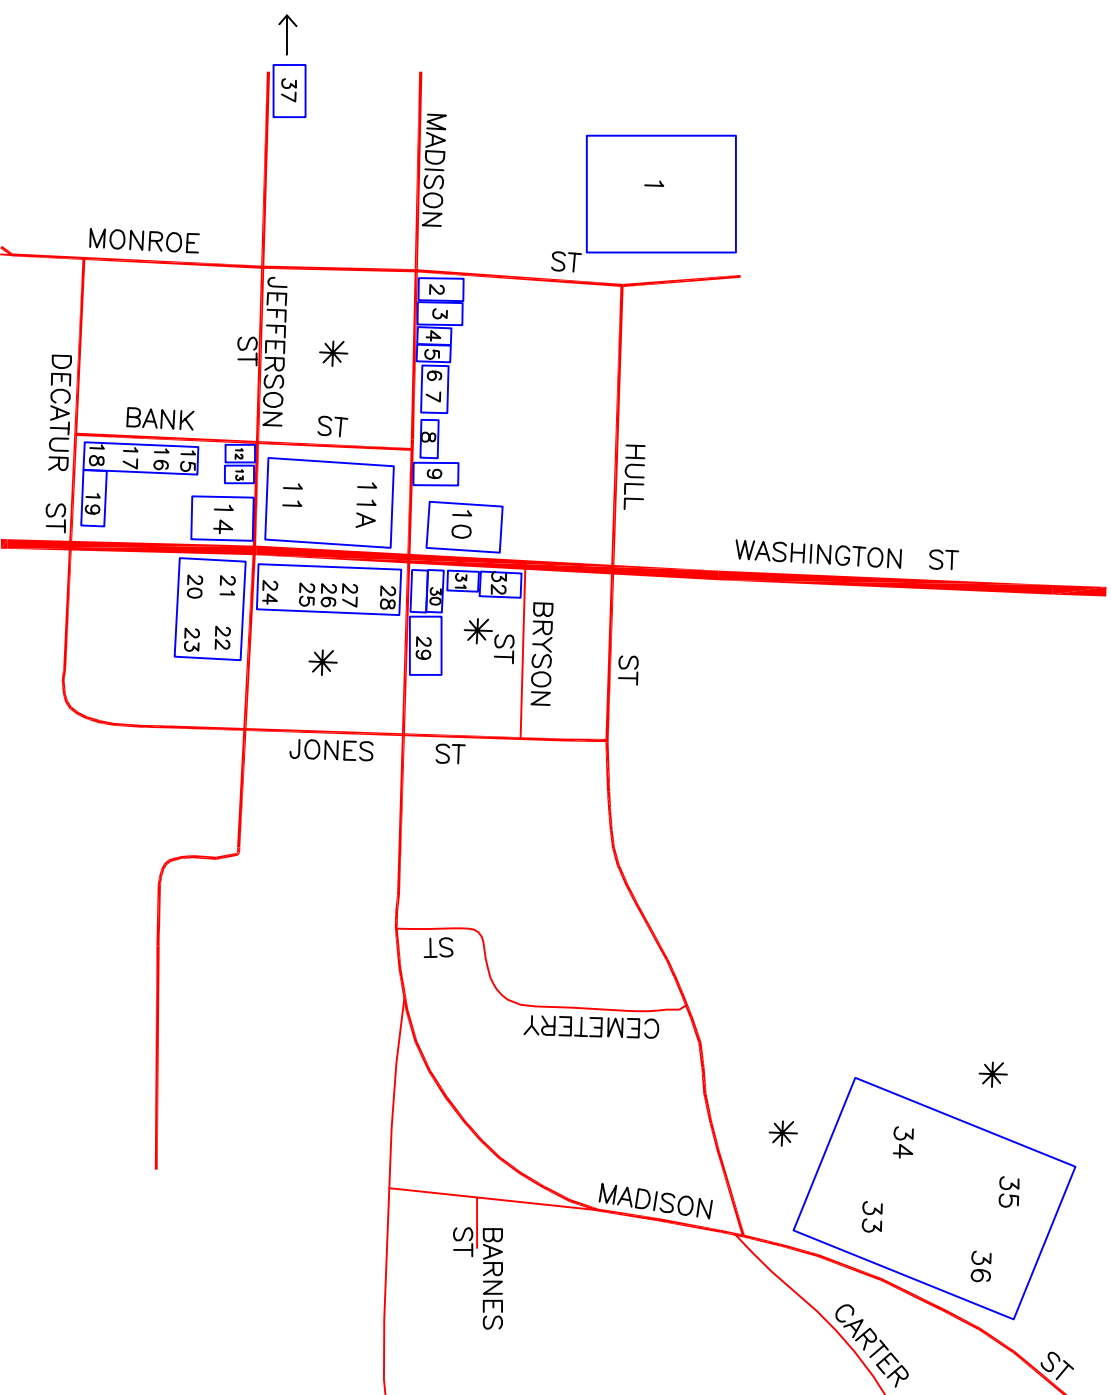 37
MADISON
1
MONROE
ST
JEFFERSON
ST
2
3
4
5
6
7
8
9
10
DECATUR
ST
BANK
ST
HULL
ST
12
13
11
11A
14
15
16
17
18
19
WASHINGTON ST
20
21
22
23
24
25
26
27
28
29
30
31
32
BRYSON
ST
JONES
ST
ST
CEMETERY
MADISON
ST
BARNES
ST
CARTER
33
34
35
36